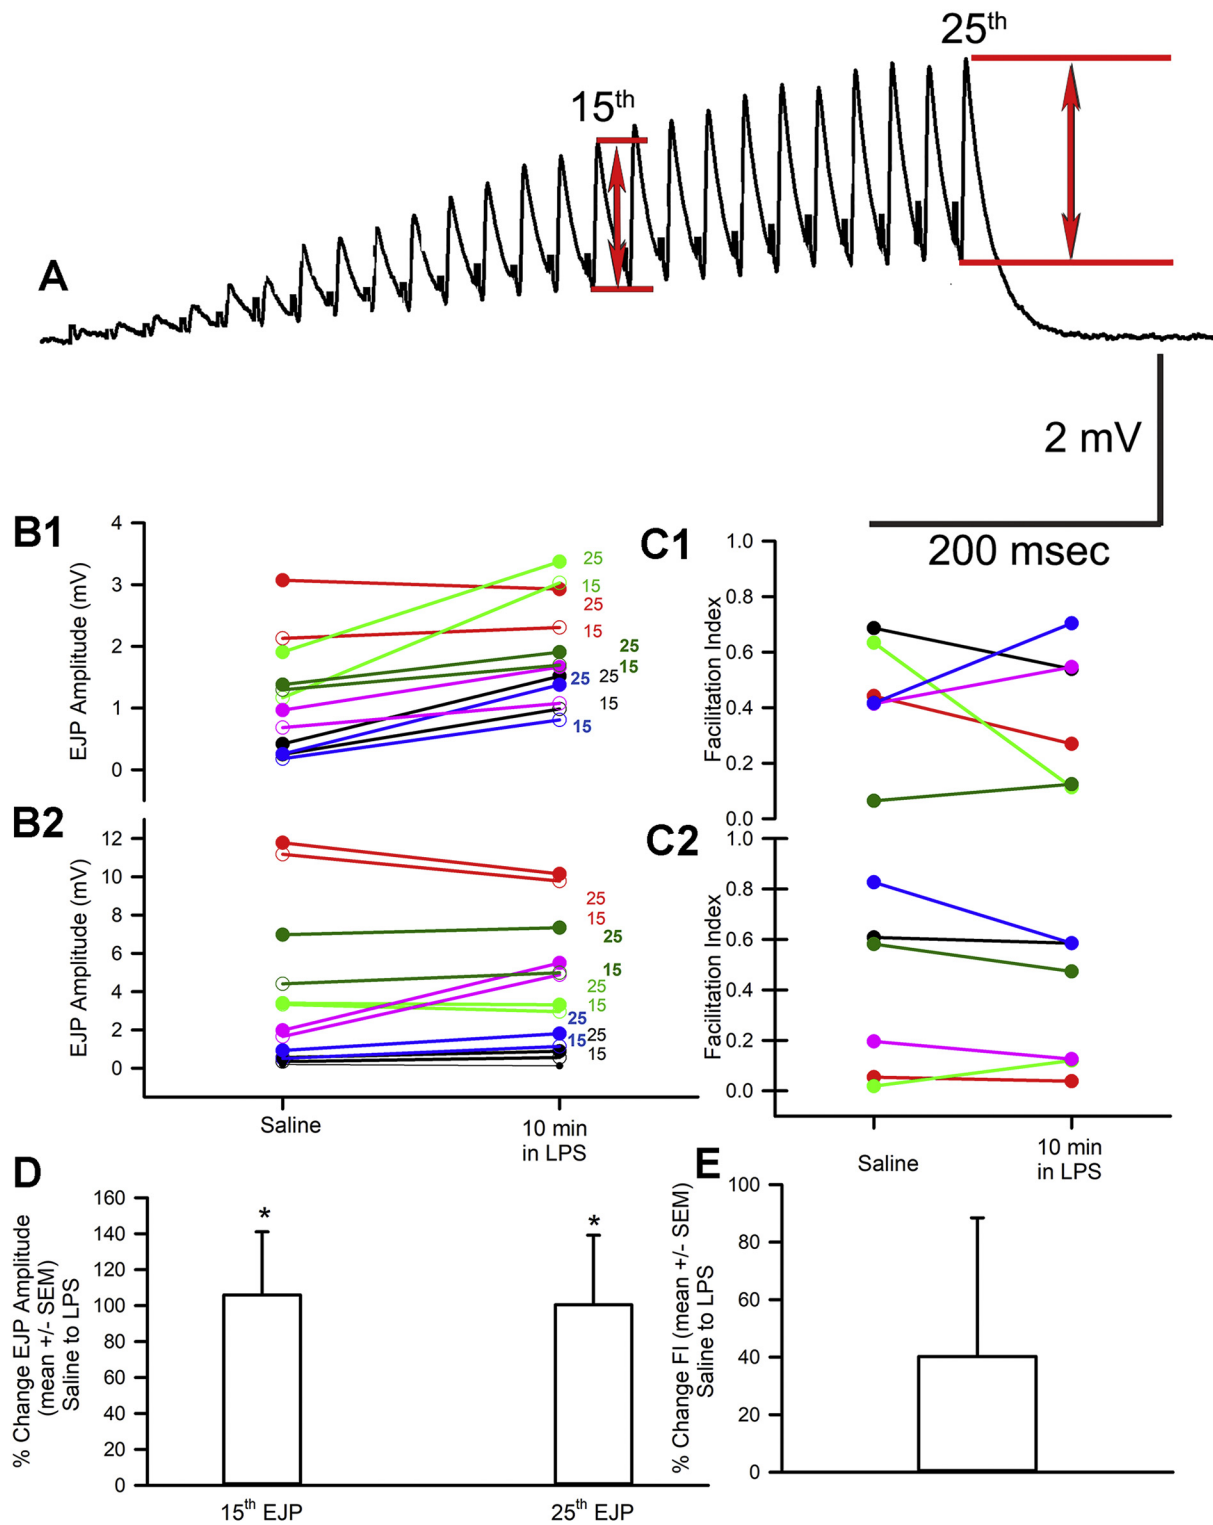 25th
15th
A
2 mV
200 msec
B1
EJP Amplitude (mV)
4
3
2
1
0
25
15
25
15
25
15
25
25
15
15
C1
Facilitation Index
1.0
0.8
0.6
0.4
0.2
0.0
B2
EJP Amplitude (mV)
12
10
8
6
4
2
0
25
15
25
15
25
15
25
25
15
15
Saline
10 min
in LPS
C2
Facilitation Index
1.0
0.8
0.6
0.4
0.2
0.0
Saline
10 min
in LPS
D
% Change EJP Amplitude
(mean +/- SEM)
Saline to LPS
160
140
120
100
80
60
40
20
0
*
*
15th EJP
25th EJP
E
% Change FI (mean +/- SEM)
Saline to LPS
100
80
60
40
20
0